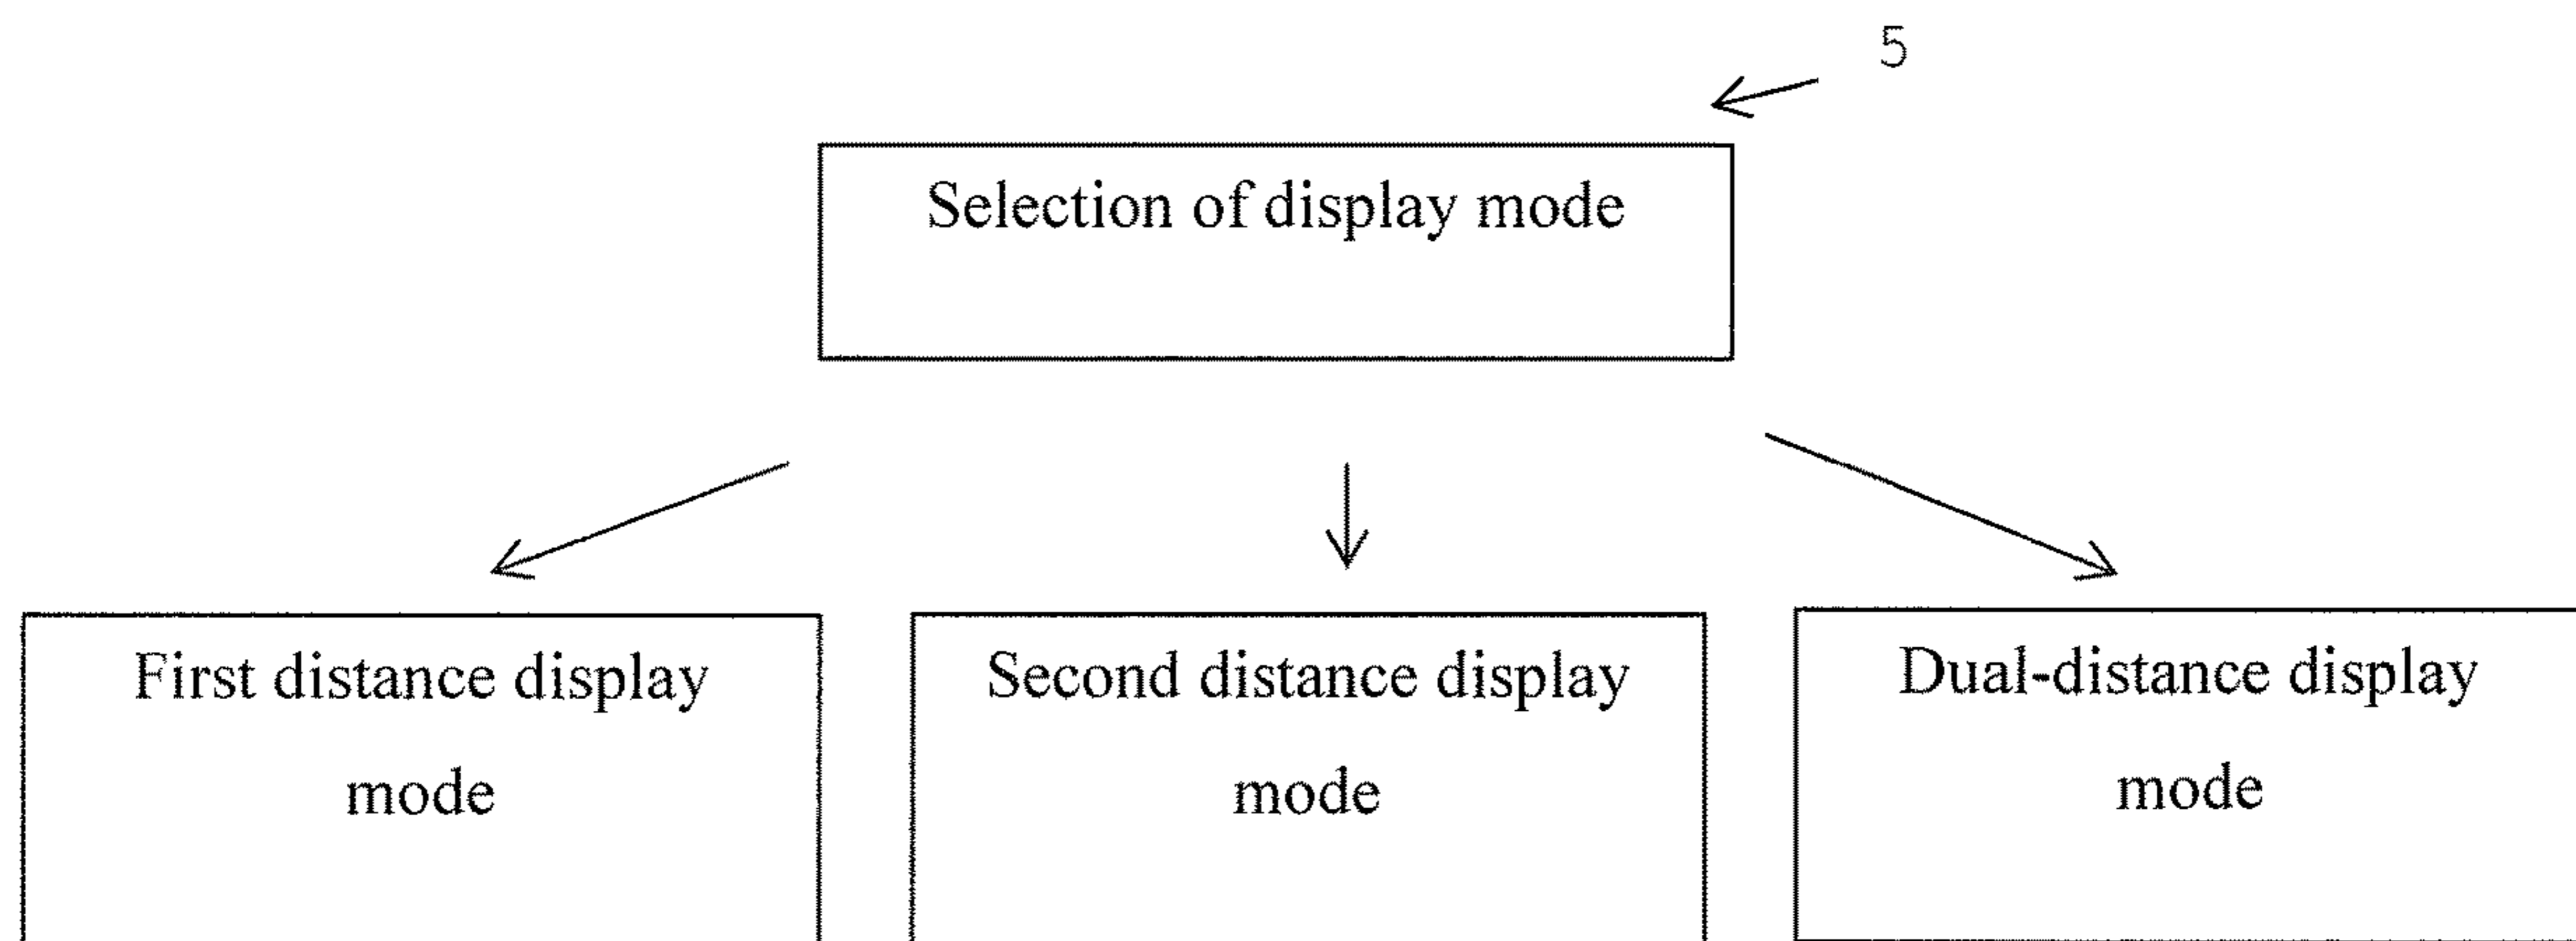 5
Selection of display mode
First distance display
mode
Second distance display
mode
Dual-distance display
mode